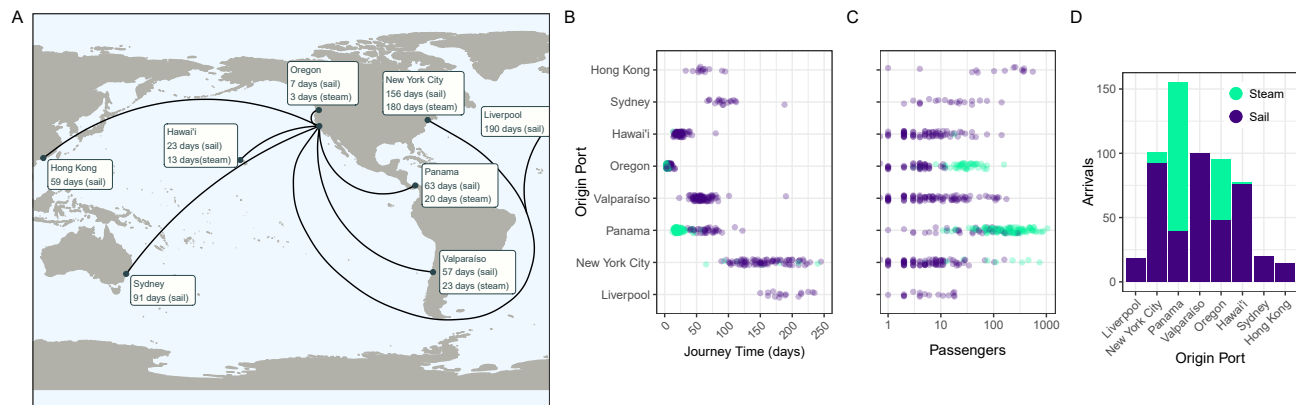 A
Oregon
7 days (sail)
3 days (steam)
New York City
156 days (sail)
180 days (steam)
Liverpool
190 days (sail)
Hawai'i
23 days (sail)
13 days(steam)
Hong Kong
59 days (sail)
Panama
63 days (sail)
20 days (steam)
Valparaíso
57 days (sail)
23 days (steam)
Sydney
91 days (sail)
B
Origin Port
Hong Kong
Sydney
Hawai'i
Oregon
Valparaíso
Panama
New York City
Liverpool
0 50 100 150 200 250
Journey Time (days)
C
1 10 100 1000
Passengers
D
Arrivals
150
100
50
0
Steam
Sail
Liverpool
New York City
Panama
Valparaíso
Oregon
Hawai'i
Sydney
Hong Kong
Origin Port